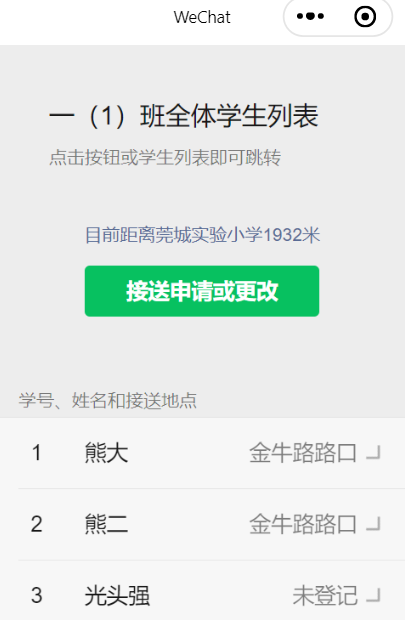 WeChat
一（1）班全体学生列表
点击按钮或学生列表即可跳转
目前距离莞城实验小学1932米
接送申请或更改
学号、姓名和接送地点
1 熊大 金牛路路口
2 熊二 金牛路路口
3 光头强 未登记